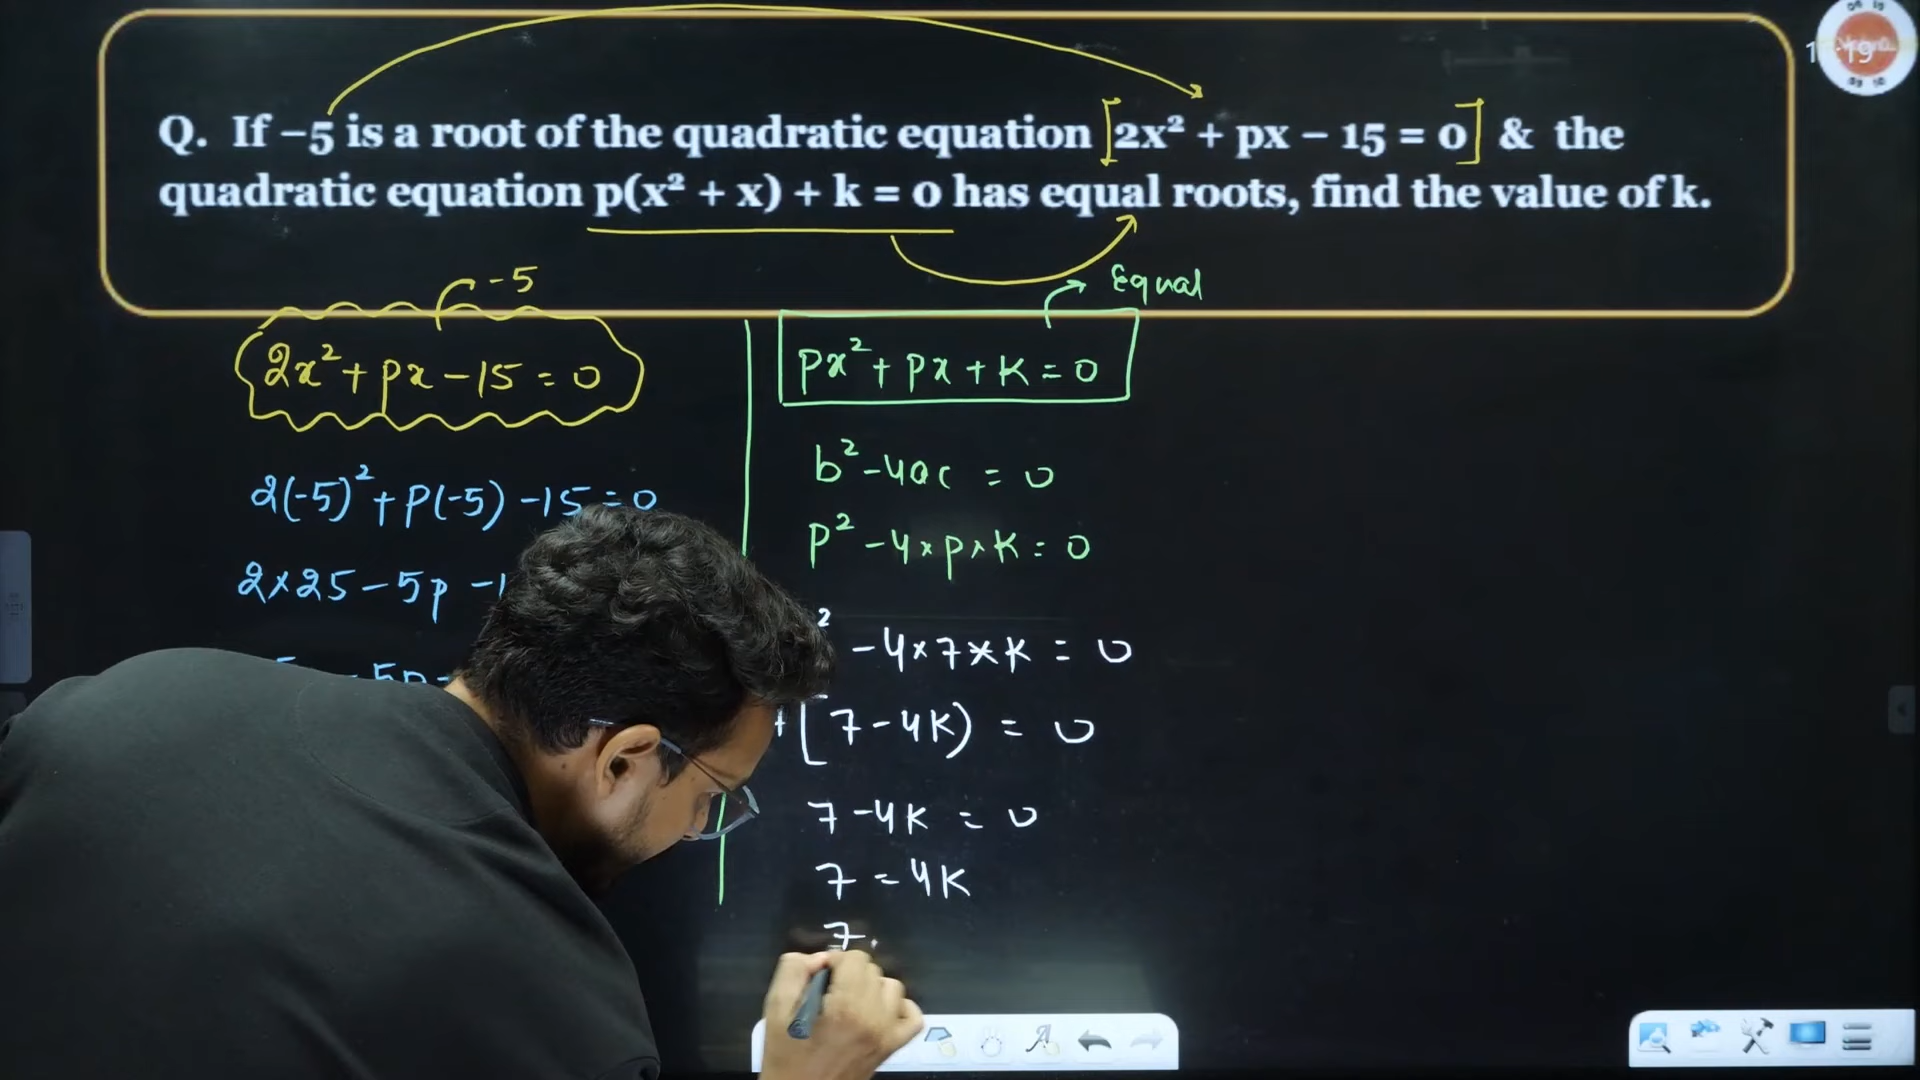 Q. If –5 is a root of the quadratic equation [2x² + px – 15 = 0] & the
quadratic equation p(x² + x) + k = 0 has equal roots, find the value of k.
-5
Equal
2x² + px - 15 = 0
2(-5)² + p(-5) - 15 = 0
2×25 - 5p -
px² + px + K = 0
b² - 4ac = 0
p² - 4×p×K = 0
² - 4×7×K = 0
[7 - 4K) = 0
7 - 4K = 0
7 = 4K
7